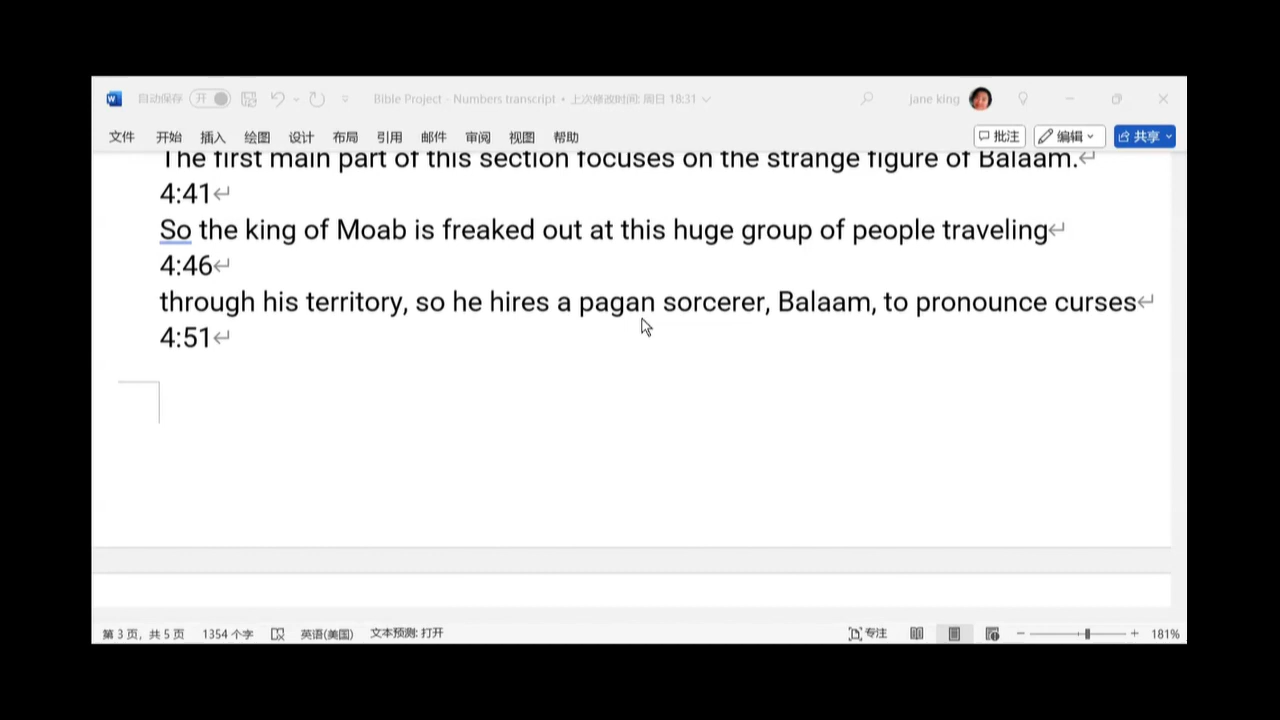 自动保存 开 Bible Project - Numbers transcript • 上次修改时间: 周日 18:31 jane king
文件 开始 插入 绘图 设计 布局 引用 邮件 审阅 视图 帮助 批注 编辑 共享
The first main part of this section focuses on the strange figure of Balaam.↵
4:41↵
So the king of Moab is freaked out at this huge group of people traveling↵
4:46↵
through his territory, so he hires a pagan sorcerer, Balaam, to pronounce curses↵
4:51↵
第 3 页, 共 5 页 1354 个字 英语(美国) 文本预测: 打开 专注 181%